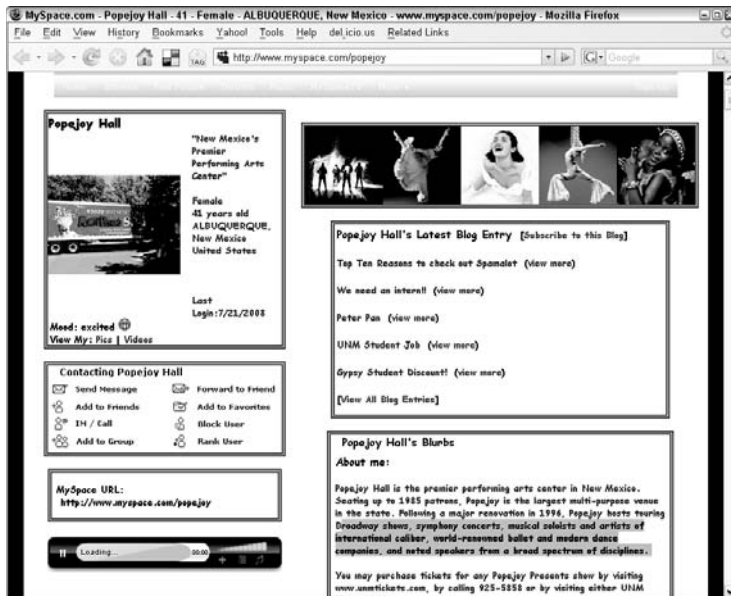 MySpace.com - Popejoy Hall - 41 - Female - ALBUQUERQUE, New Mexico - www.myspace.com/popejoy - Mozilla Firefox
File Edit View History Bookmarks Yahoo! Tools Help del.icio.us Related Links
TAG http://www.myspace.com/popejoy G Google
Popejoy Hall
"New Mexico's
Premier
Performing Arts
Center"
Female
41 years old
ALBUQUERQUE,
New Mexico
United States
Last
Login:7/21/2008
Mood: excited
View My: Pics | Videos
Contacting Popejoy Hall
Send Message Forward to Friend
Add to Friends Add to Favorites
IM / Call Block User
Add to Group Rank User
MySpace URL:
http://www.myspace.com/popejoy
Loading... 00:00
Popejoy Hall's Latest Blog Entry [Subscribe to this Blog]
Top Ten Reasons to check out Spamalot (view more)
We need an intern!! (view more)
Peter Pan (view more)
UNM Student Job (view more)
Gypsy Student Discount! (view more)
[View All Blog Entries]
Popejoy Hall's Blurbs
About me:
Popejoy Hall is the premier performing arts center in New Mexico.
Seating up to 1985 patrons, Popejoy is the largest multi-purpose venue
in the state. Following a major renovation in 1996, Popejoy hosts touring
Broadway shows, symphony concerts, musical soloists and artists of
international caliber, world-renowned ballet and modern dance
companies, and noted speakers from a broad spectrum of disciplines.
You may purchase tickets for any Popejoy Presents show by visiting
www.unmtickets.com, by calling 925-5858 or by visiting either UNM